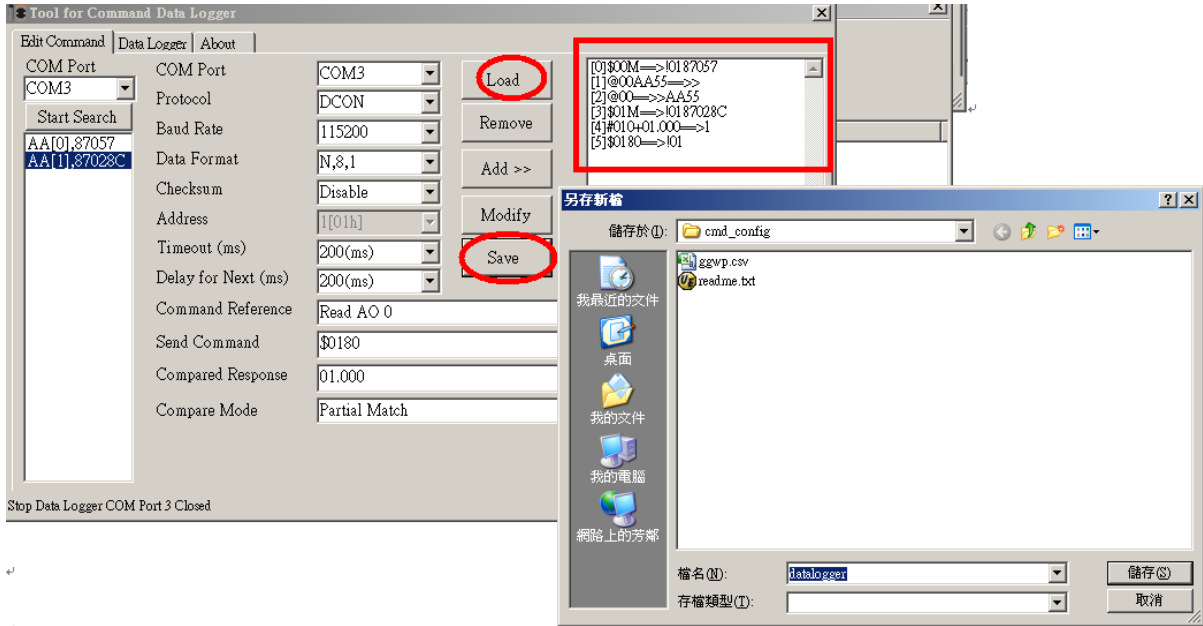 Tool for Command Data Logger
Edit Command Data Logger About
COM Port
COM3
Start Search
AA[0],87057
AA[1],87028C
COM Port COM3
Protocol DCON
Baud Rate 115200
Data Format N,8,1
Checksum Disable
Address 1[01h]
Timeout (ms) 200(ms)
Delay for Next (ms) 200(ms)
Command Reference Read AO 0
Send Command $0180
Compared Response 01.000
Compare Mode Partial Match
Load
Remove
Add >>
Modify
Save
[0]$00M==>!0187057
[1]@00AA55==>>
[2]@00==>>AA55
[3]$01M==>!0187028C
[4]#010+01.000==>1
[5]$0180==>!01
Stop Data Logger COM Port 3 Closed
另存新檔
儲存於(I): cmd_config
ggwp.csv
readme.txt
我最近的文件
桌面
我的文件
我的電腦
網路上的芳鄰
檔名(N): datalogger 儲存(S)
存檔類型(T): 取消